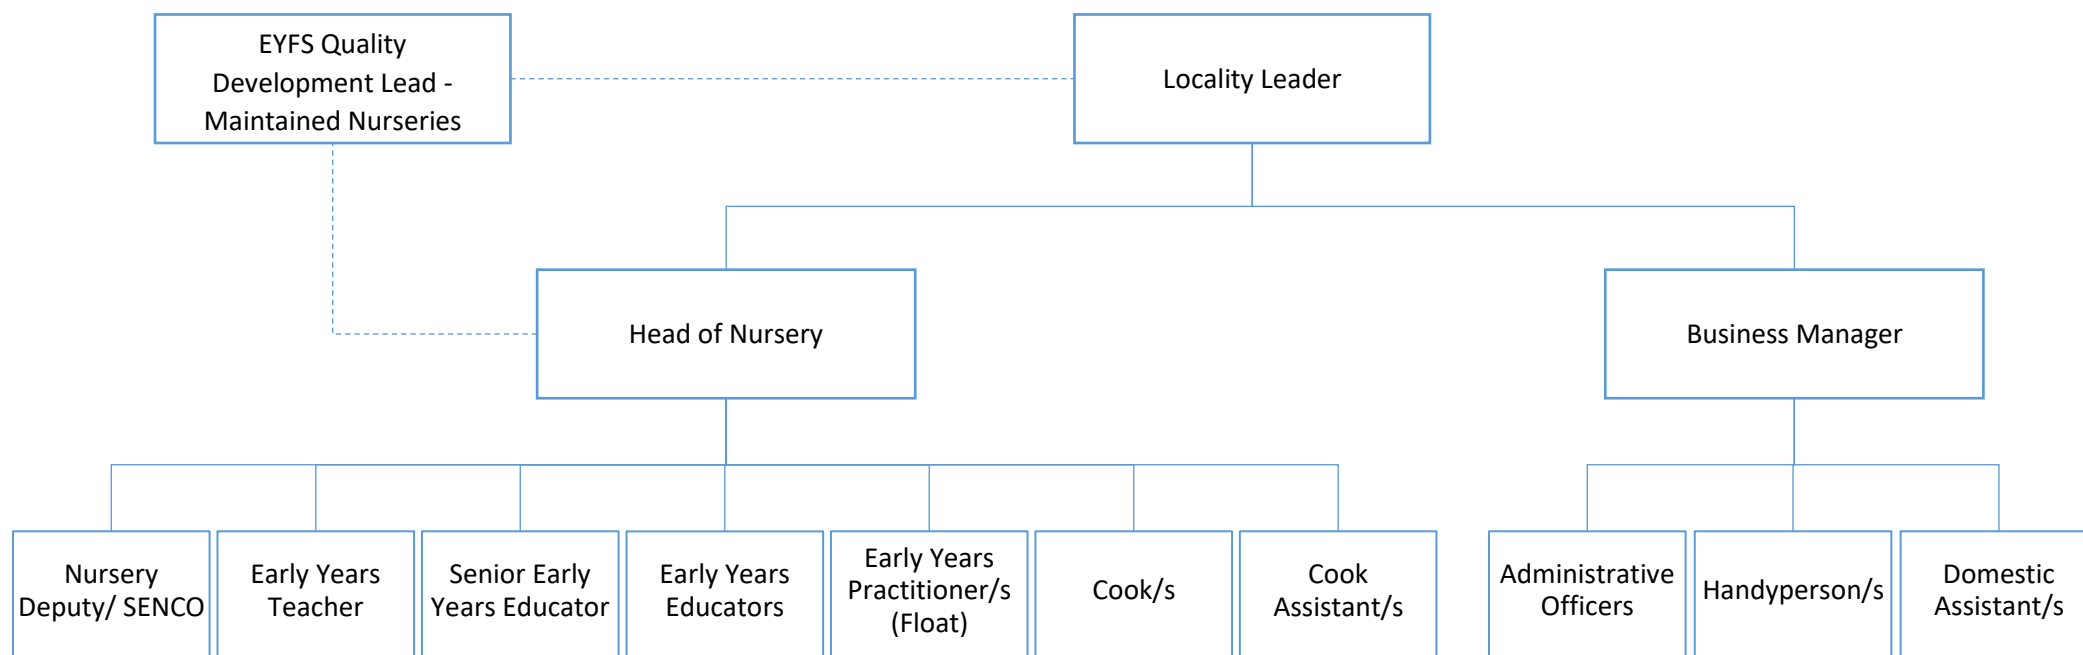 EYFS Quality
Development Lead -
Maintained Nurseries
Locality Leader
Head of Nursery
Business Manager
Nursery
Deputy/ SENCO
Early Years
Teacher
Senior Early
Years Educator
Early Years
Educators
Early Years
Practitioner/s
(Float)
Cook/s
Cook
Assistant/s
Administrative
Officers
Handyperson/s
Domestic
Assistant/s